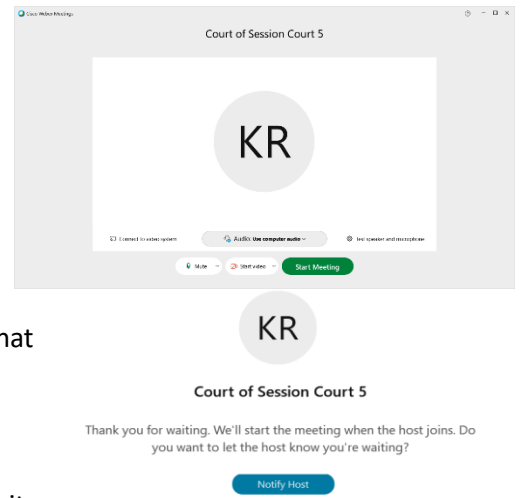 Cisco Webex Meetings
Court of Session Court 5
KR
Connect to video system
Audio: Use computer audio
Test speaker and microphone
Mute
Start video
Start Meeting
KR
Court of Session Court 5
Thank you for waiting. We'll start the meeting when the host joins. Do
you want to let the host know you're waiting?
Notify Host